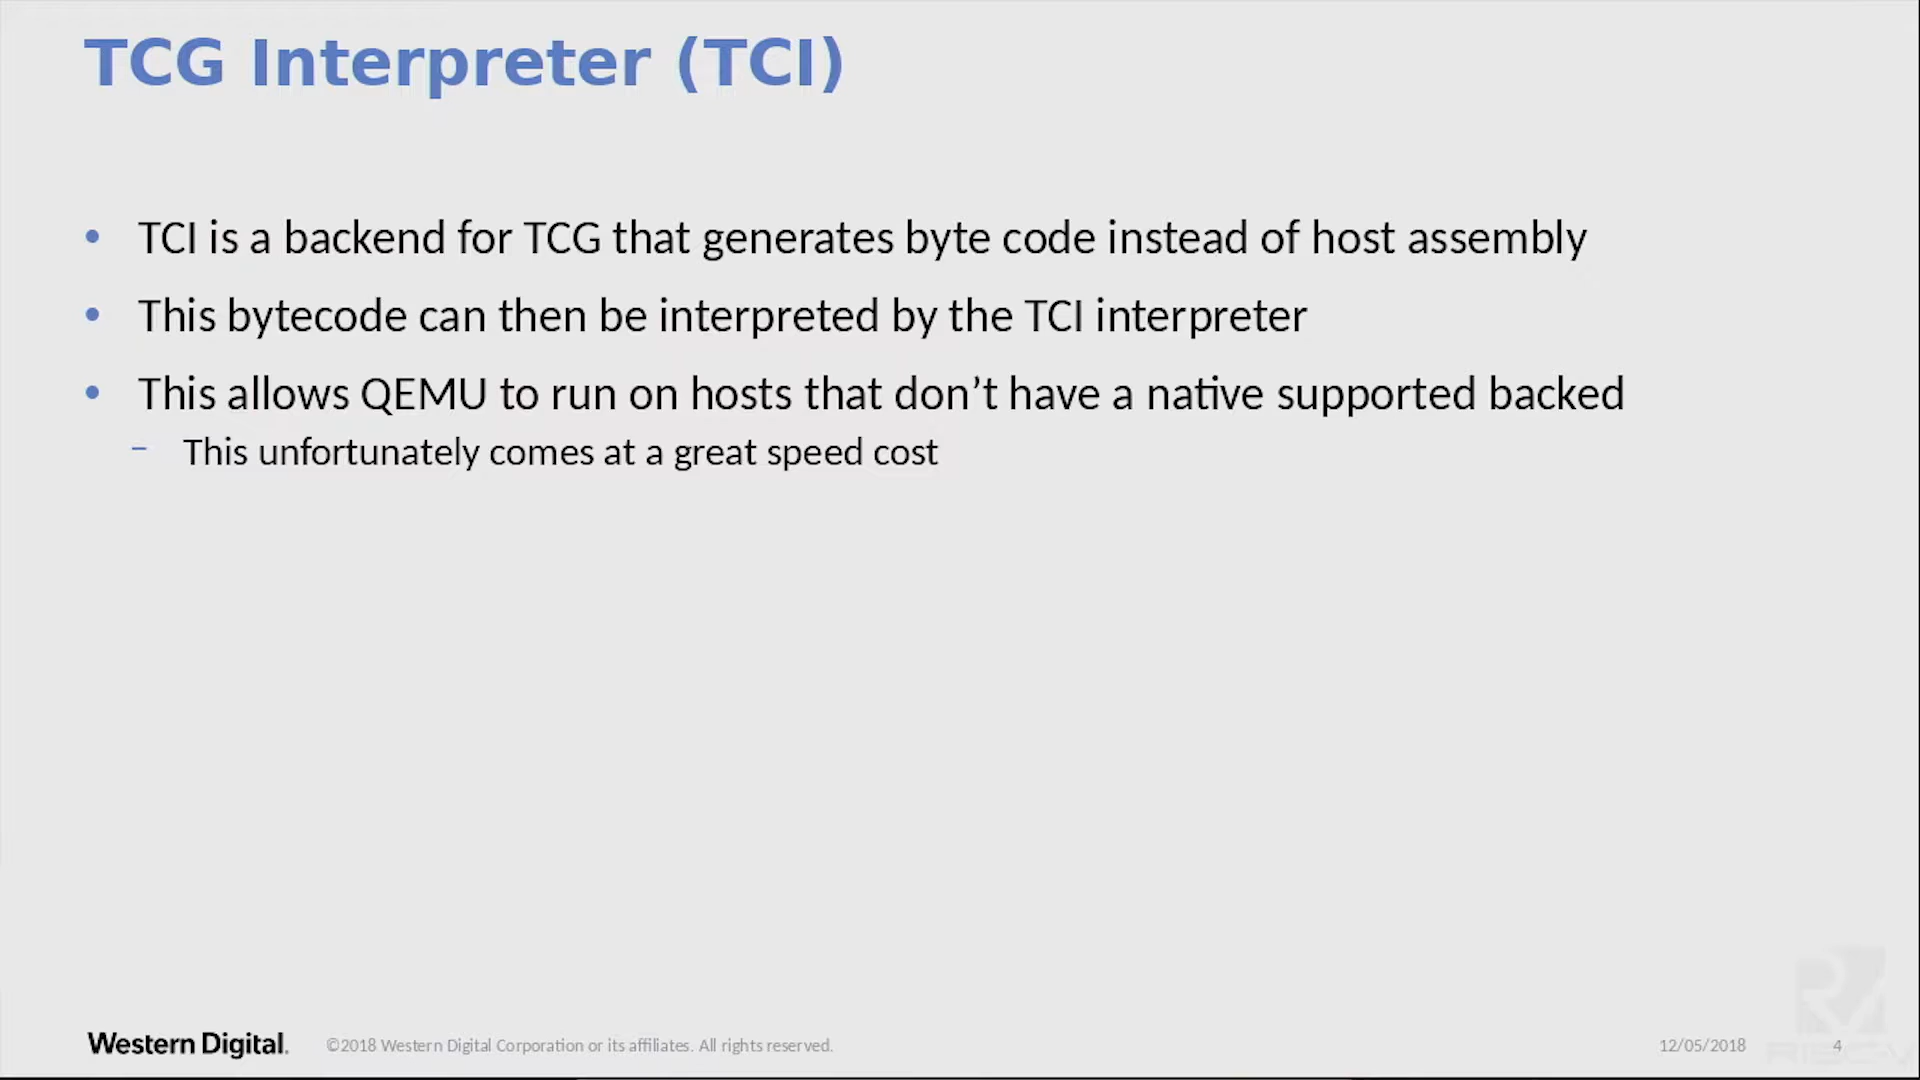 TCG Interpreter (TCI)
• TCI is a backend for TCG that generates byte code instead of host assembly
• This bytecode can then be interpreted by the TCI interpreter
• This allows QEMU to run on hosts that don’t have a native supported backed
– This unfortunately comes at a great speed cost
Western Digital. ©2018 Western Digital Corporation or its affiliates. All rights reserved. 12/05/2018 4